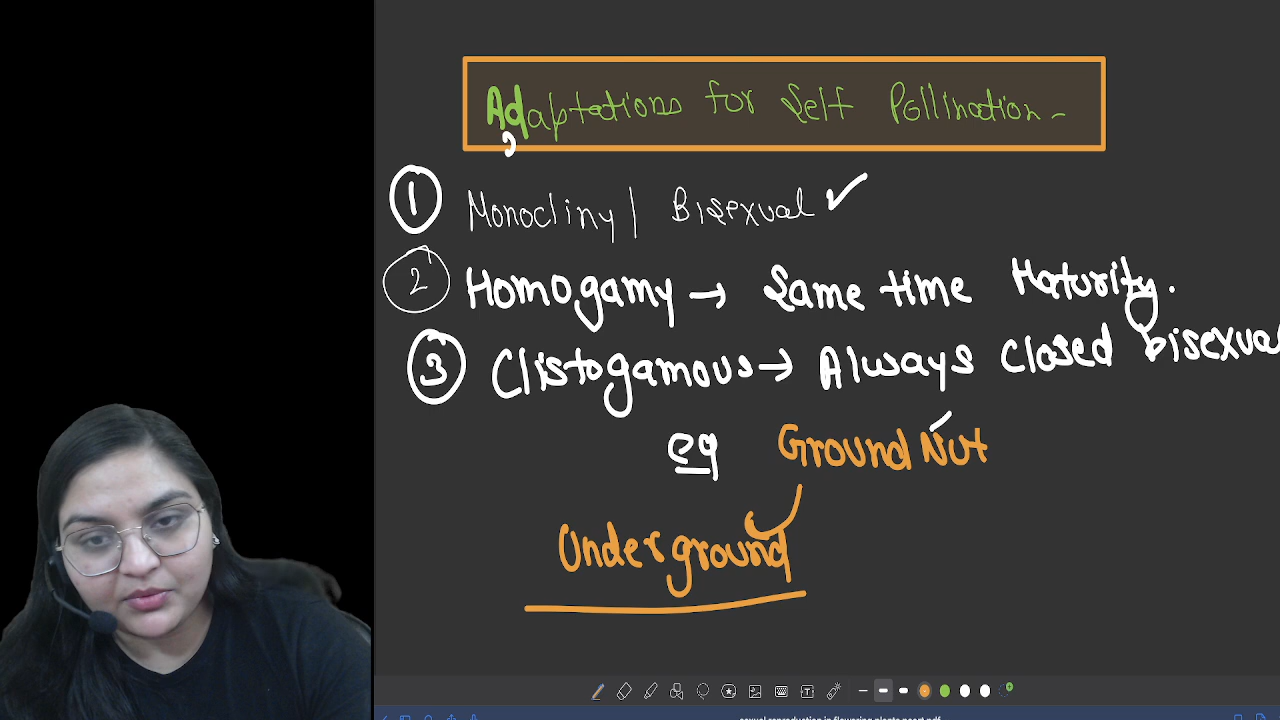 Adaptations for Self Pollination -
1 Monocliny / Bisexual ✓
2 Homogamy → Same time Maturity.
3 Clistogamous → Always closed bisexual
eg Ground Nut
Underground